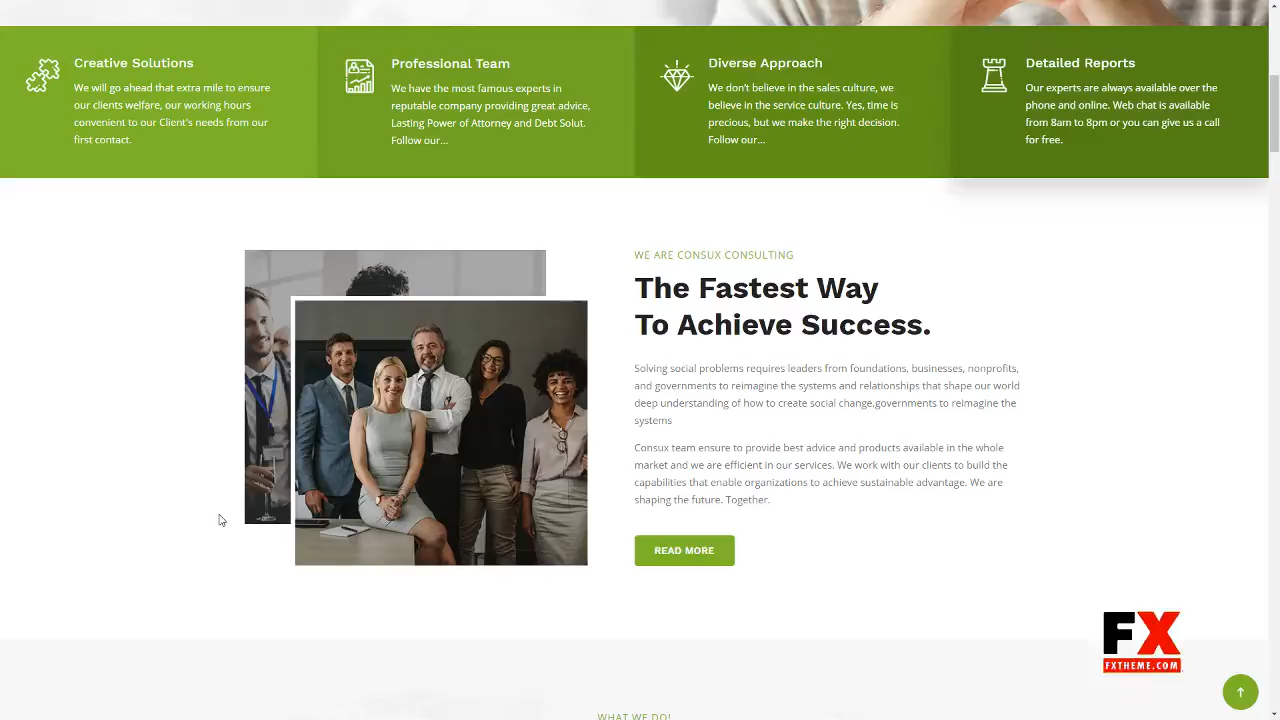 Creative Solutions
We will go ahead that extra mile to ensure
our clients welfare, our working hours
convenient to our Client's needs from our
first contact.
Professional Team
We have the most famous experts in
reputable company providing great advice,
Lasting Power of Attorney and Debt Solut.
Follow our...
Diverse Approach
We don't believe in the sales culture, we
believe in the service culture. Yes, time is
precious, but we make the right decision.
Follow our...
Detailed Reports
Our experts are always available over the
phone and online. Web chat is available
from 8am to 8pm or you can give us a call
for free.
WE ARE CONSUX CONSULTING
The Fastest Way
To Achieve Success.
Solving social problems requires leaders from foundations, businesses, nonprofits,
and governments to reimagine the systems and relationships that shape our world
deep understanding of how to create social change.governments to reimagine the
systems
Consux team ensure to provide best advice and products available in the whole
market and we are efficient in our services. We work with our clients to build the
capabilities that enable organizations to achieve sustainable advantage. We are
shaping the future. Together.
READ MORE
FX
FXTHEME.COM
WHAT WE DO!